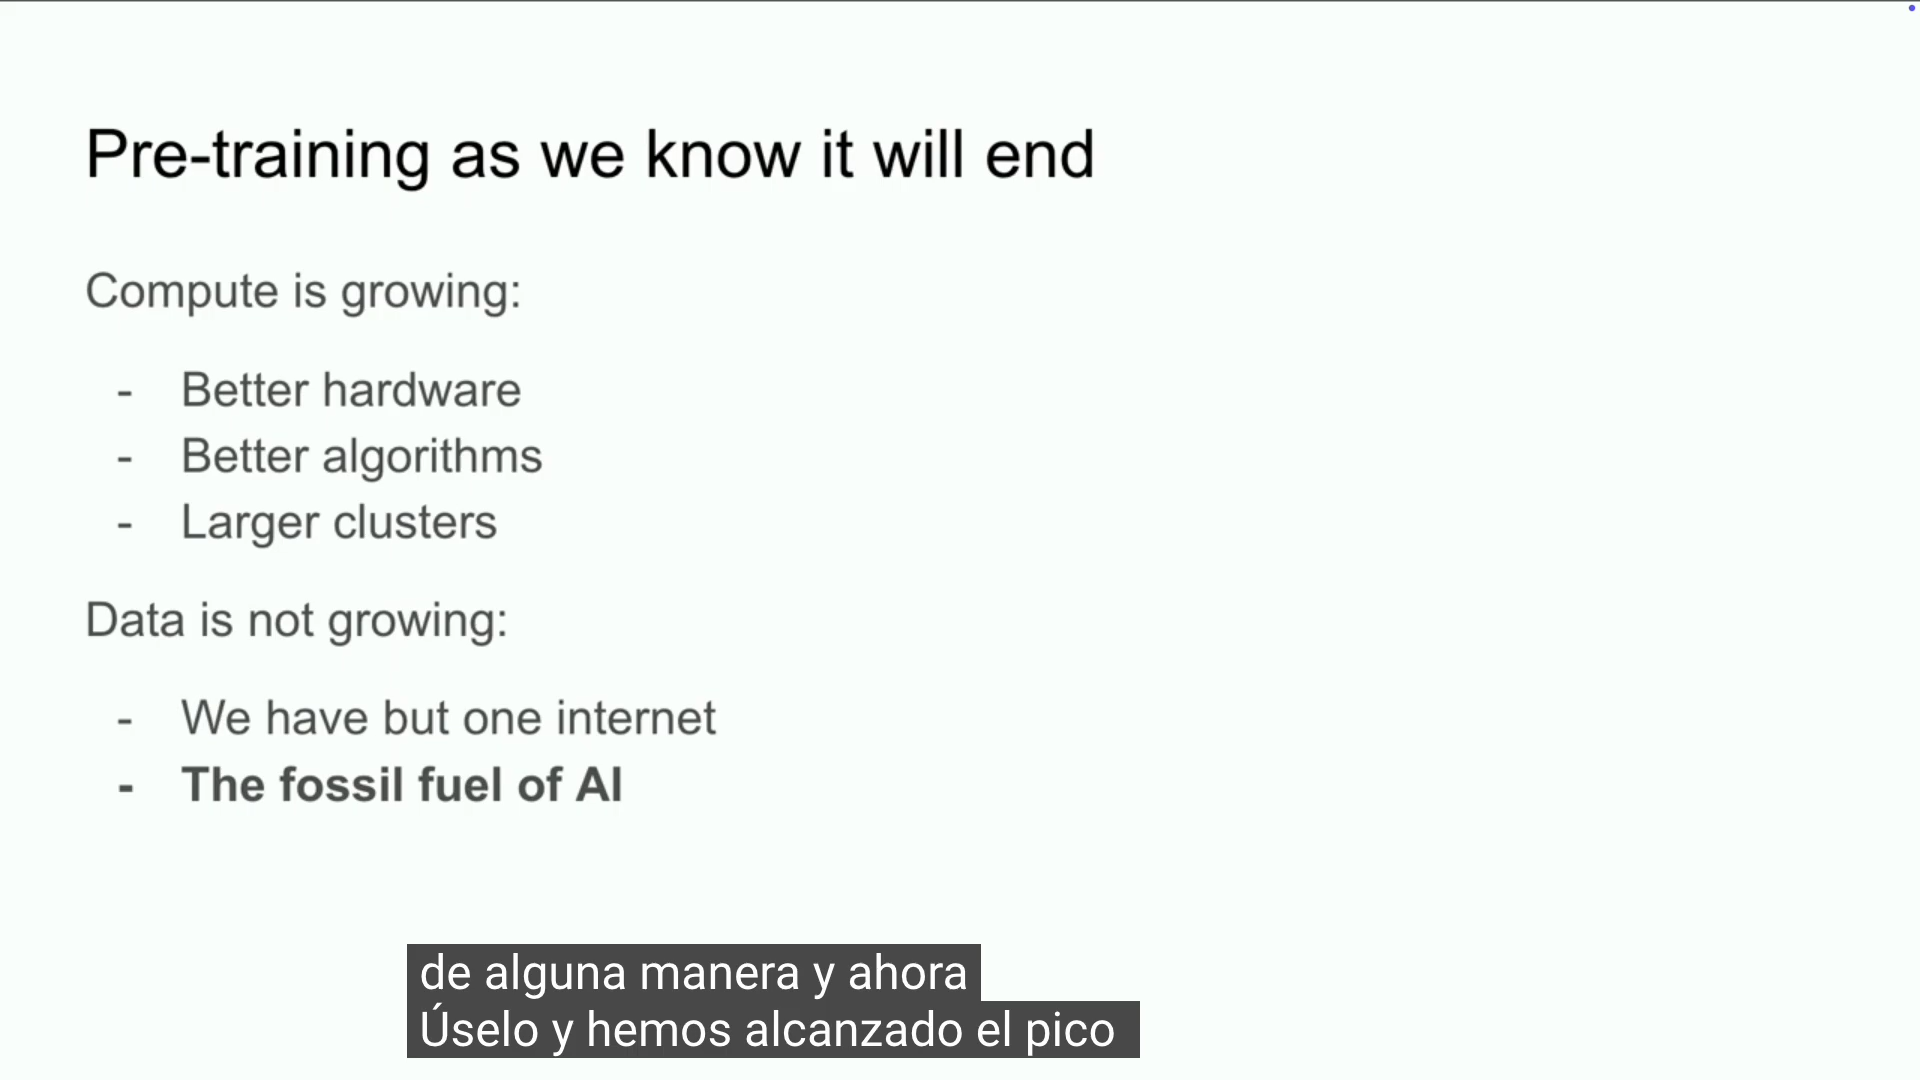 Pre-training as we know it will end
Compute is growing:
- Better hardware
- Better algorithms
- Larger clusters
Data is not growing:
- We have but one internet
- The fossil fuel of AI
de alguna manera y ahora
Úselo y hemos alcanzado el pico